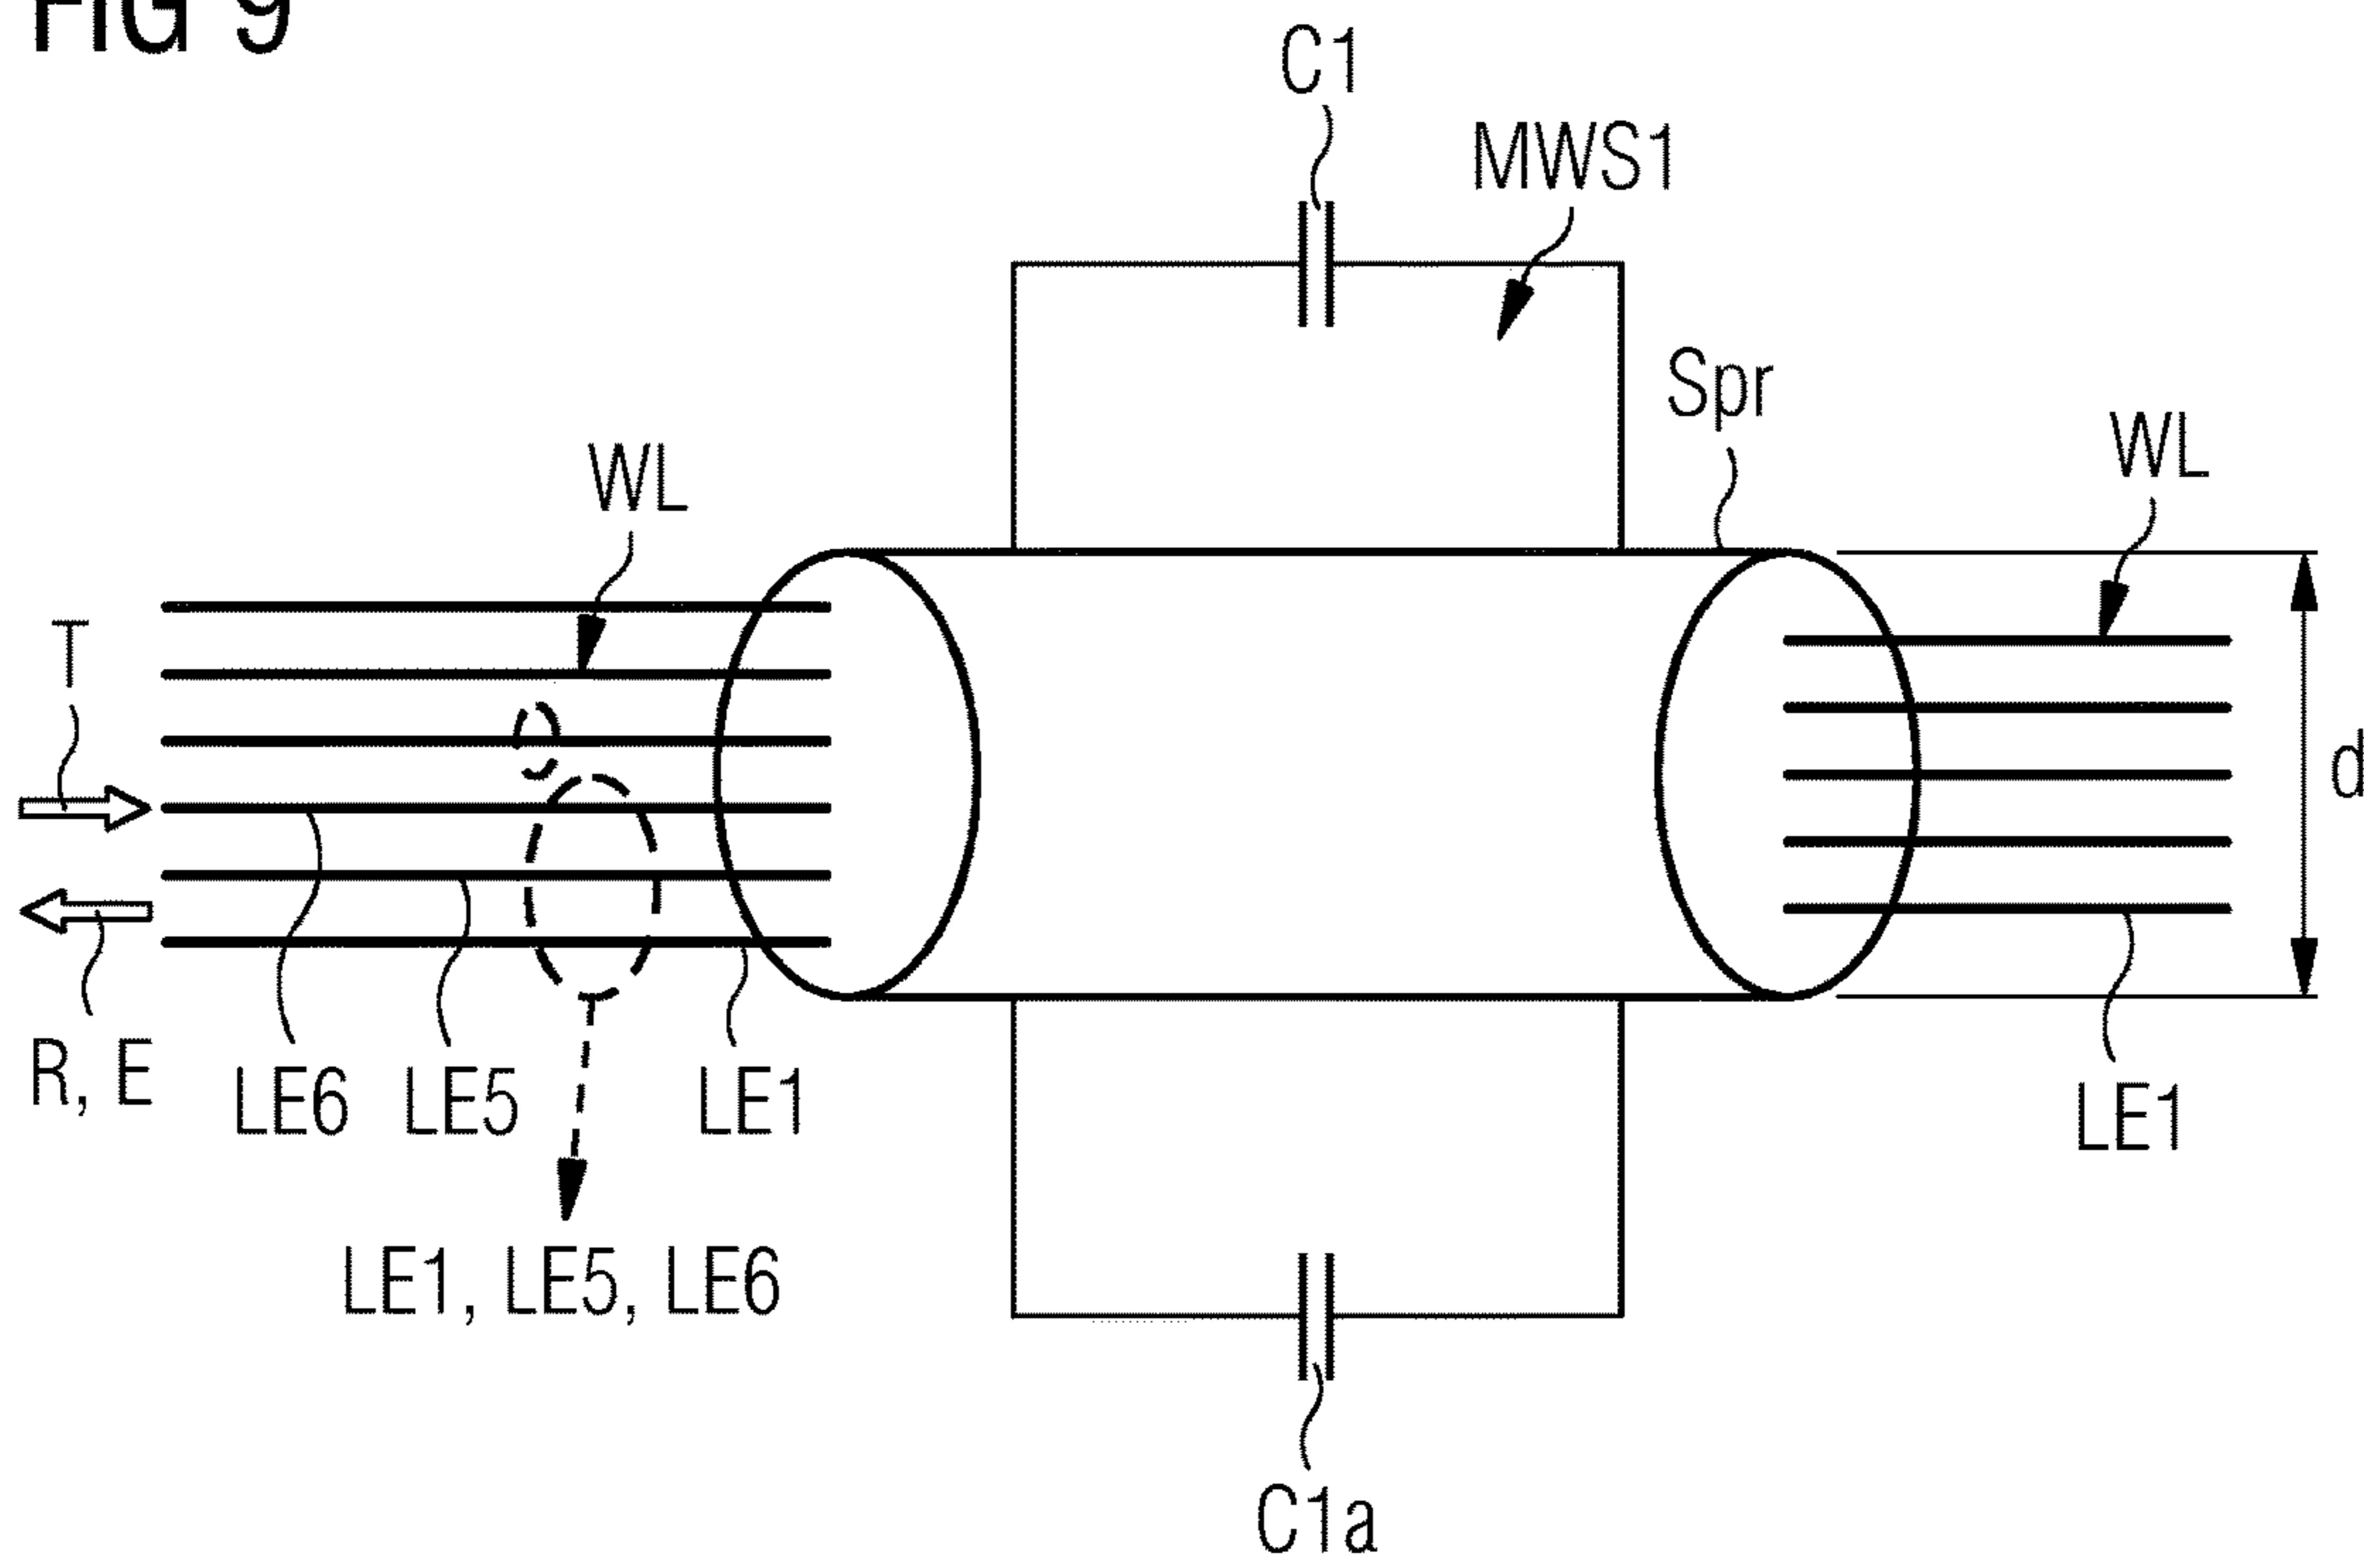 FIG 9
C1
MWS1
Spr
WL
WL
T
d
R, E
LE6
LE5
LE1
LE1
LE1, LE5, LE6
C1a